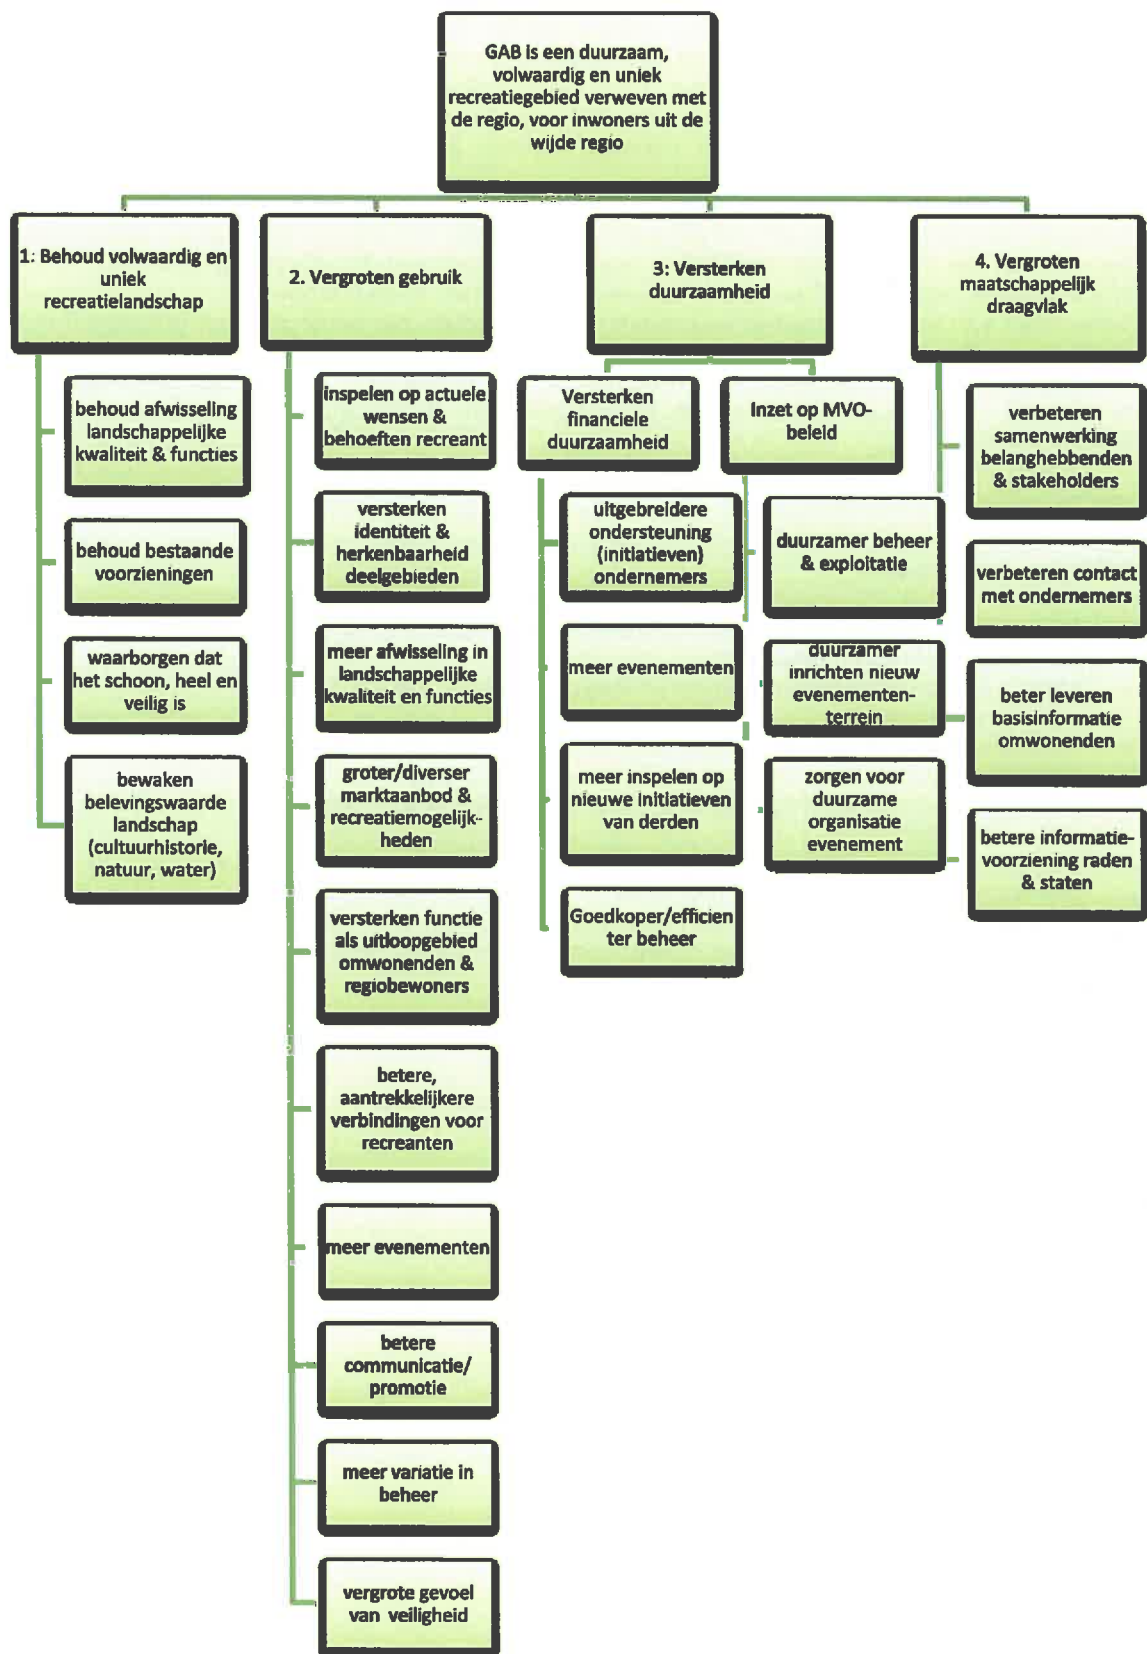 GAB is een duurzaam,
volwaardig en uniek
recreatiegebied verweven met
de regio, voor inwoners uit de
wijde regio
1: Behoud volwaardig en
uniek
recreatielandschap
behoud afwisseling
landschappelijke
kwaliteit & functies
behoud bestaande
voorzieningen
waarborgen dat
het schoon, heel en
veilig is
bewaken
belevingswaarde
landschap
(cultuurhistorie,
natuur, water)
2. Vergroten gebruik
inspelen op actuele
wensen &
behoeften recreant
versterken
identiteit &
herkenbaarheid
deelgebieden
meer afwisseling in
landschappelijke
kwaliteit en functies
groter/diverser
marktaanbod &
recreatiemogelijk-
heden
versterken functie
als uitloopgebied
omwonenden &
regiobewoners
betere,
aantrekkelijkere
verbindingen voor
recreanten
meer evenementen
betere
communicatie/
promotie
meer variatie in
beheer
vergrote gevoel
van veiligheid
3: Versterken
duurzaamheid
Versterken
financiele
duurzaamheid
uitgebreidere
ondersteuning
(initiatieven)
ondernemers
meer evenementen
meer inspelen op
nieuwe initiatieven
van derden
Goedkoper/efficien
ter beheer
Inzet op MVO-
beleid
duurzamer beheer
& exploitatie
duurzamer
inrichten nieuw
evenementen-
terrein
zorgen voor
duurzame
organisatie
evenement
4. Vergroten
maatschappelijk
draagvlak
verbeteren
samenwerking
belanghebbenden
& stakeholders
verbeteren contact
met ondernemers
beter leveren
basisinformatie
omwonenden
betere informatie-
voorziening raden
& staten